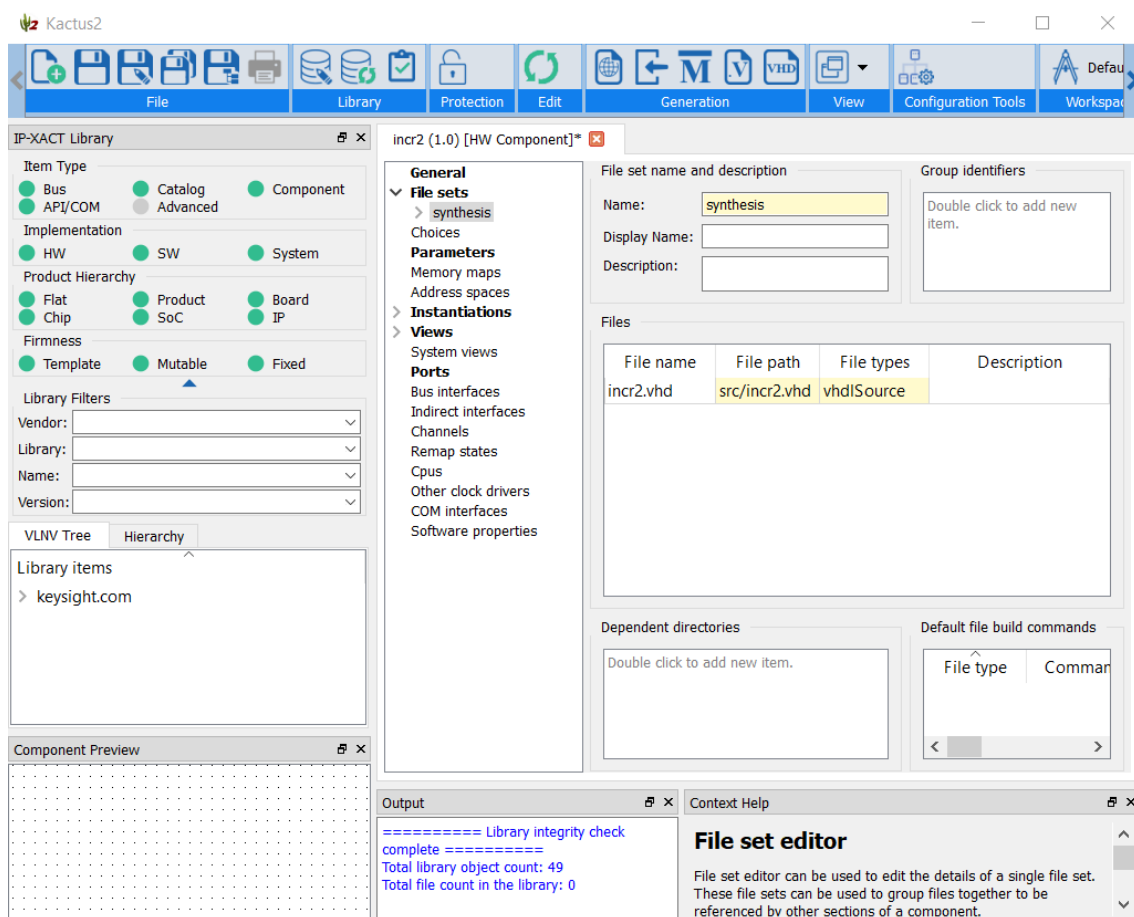 Kactus2
File
Library
Protection
Edit
M
V
VHD
Generation
View
Configuration Tools
Defau
Workspac
IP-XACT Library
Item Type
Bus
Catalog
Component
API/COM
Advanced
Implementation
HW
SW
System
Product Hierarchy
Flat
Product
Board
Chip
SoC
IP
Firmness
Template
Mutable
Fixed
Library Filters
Vendor:
Library:
Name:
Version:
VLNV Tree
Hierarchy
Library items
keysight.com
Component Preview
incr2 (1.0) [HW Component]*
General
File sets
synthesis
Choices
Parameters
Memory maps
Address spaces
Instantiations
Views
System views
Ports
Bus interfaces
Indirect interfaces
Channels
Remap states
Cpus
Other clock drivers
COM interfaces
Software properties
File set name and description
Name:
synthesis
Display Name:
Description:
Group identifiers
Double click to add new
item.
Files
File name
File path
File types
Description
incr2.vhd
src/incr2.vhd
vhdlSource
Dependent directories
Double click to add new item.
Default file build commands
File type
Comman
Output
========== Library integrity check
complete ==========
Total library object count: 49
Total file count in the library: 0
Context Help
File set editor
File set editor can be used to edit the details of a single file set.
These file sets can be used to group files together to be
referenced by other sections of a component.